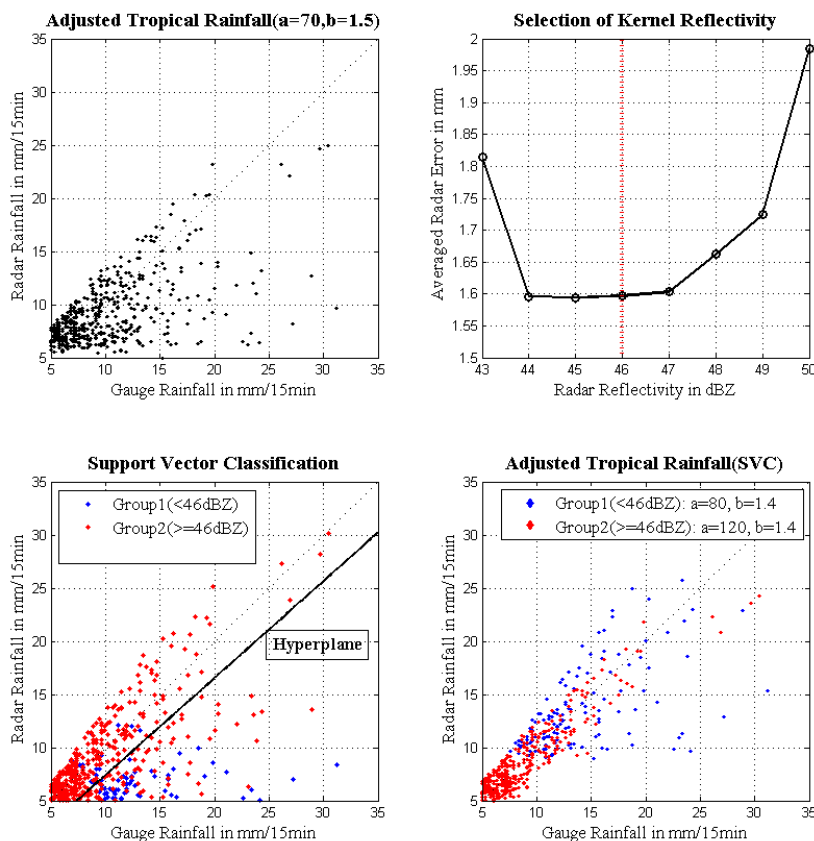 Adjusted Tropical Rainfall(a=70,b=1.5)
35
30
25
20
15
10
5
5 10 15 20 25 30 35
Radar Rainfall in mm/15min
Gauge Rainfall in mm/15min
Selection of Kernel Reflectivity
2
1.95
1.9
1.85
1.8
1.75
1.7
1.65
1.6
1.55
1.5
43 44 45 46 47 48 49 50
Averaged Radar Error in mm
Radar Reflectivity in dBZ
Support Vector Classification
35
30
25
20
15
10
5
5 10 15 20 25 30 35
Group1(<46dBZ)
Group2(>=46dBZ)
Hyperplane
Radar Rainfall in mm/15min
Gauge Rainfall in mm/15min
Adjusted Tropical Rainfall(SVC)
35
30
25
20
15
10
5
5 10 15 20 25 30 35
Group1(<46dBZ): a=80, b=1.4
Group2(>=46dBZ): a=120, b=1.4
Radar Rainfall in mm/15min
Gauge Rainfall in mm/15min